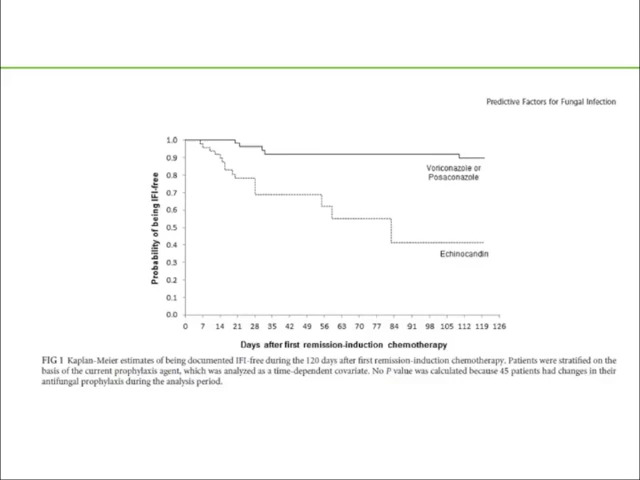 Predictive Factors for Fungal Infection
1.0
0.9
0.8
0.7
0.6
0.5
0.4
0.3
0.2
0.1
0.0
Probability of being IFI-free
Voriconazole or
Posaconazole
Echinocandin
0 7 14 21 28 35 42 49 56 63 70 77 84 91 98 105 112 119 126
Days after first remission-induction chemotherapy
FIG 1 Kaplan-Meier estimates of being documented IFI-free during the 120 days after first remission-induction chemotherapy. Patients were stratified on the
basis of the current prophylaxis agent, which was analyzed as a time-dependent covariate. No P value was calculated because 45 patients had changes in their
antifungal prophylaxis during the analysis period.